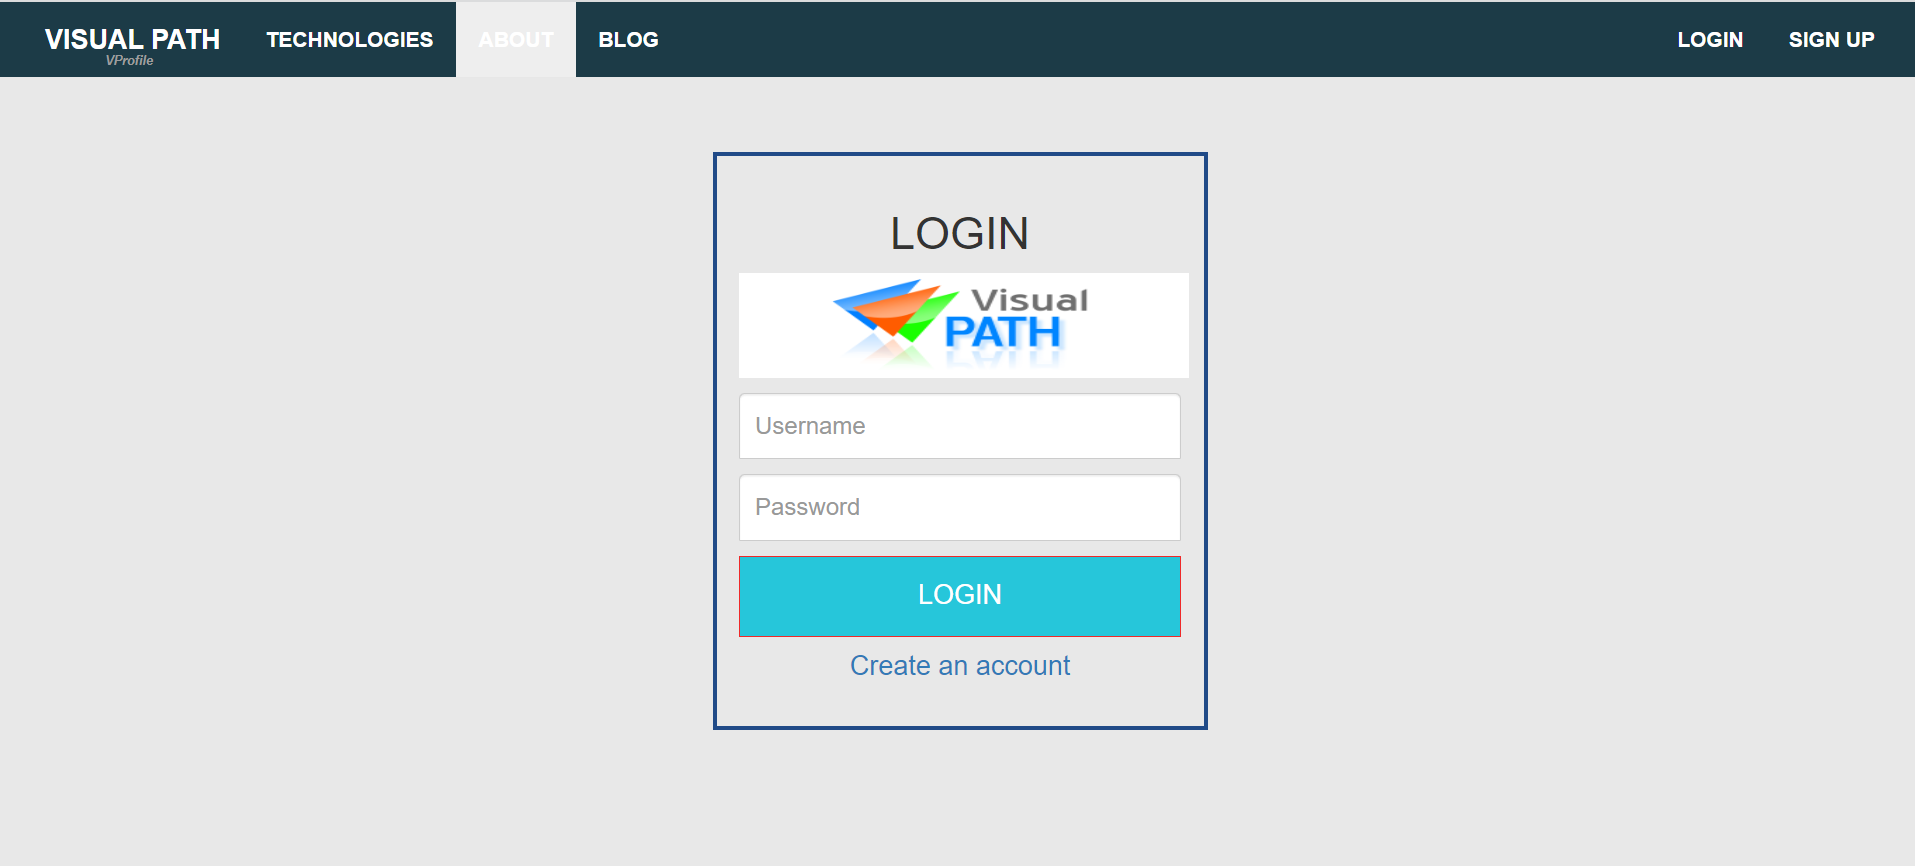 VISUAL PATH TECHNOLOGIES ABOUT BLOG LOGIN SIGN UP
VProfile
LOGIN
Visual
PATH
Username
Password
LOGIN
Create an account